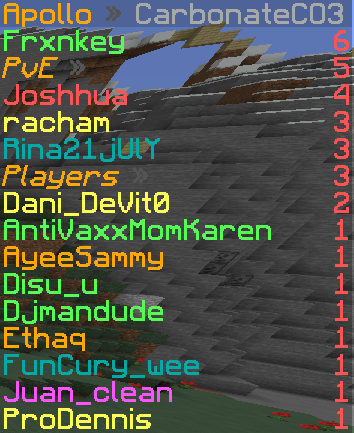 Apollo » CarbonateCO3
Frxnkey 6
PvE » 5
Joshhua 4
racham 3
Rina21jUlY 3
Players » 3
Dani_DeVit0 2
AntiVaxxMomKaren 1
AyeeSammy 1
Disu_u 1
Djmandude 1
Ethaq 1
FunCury_wee 1
Juan_clean 1
ProDennis 1